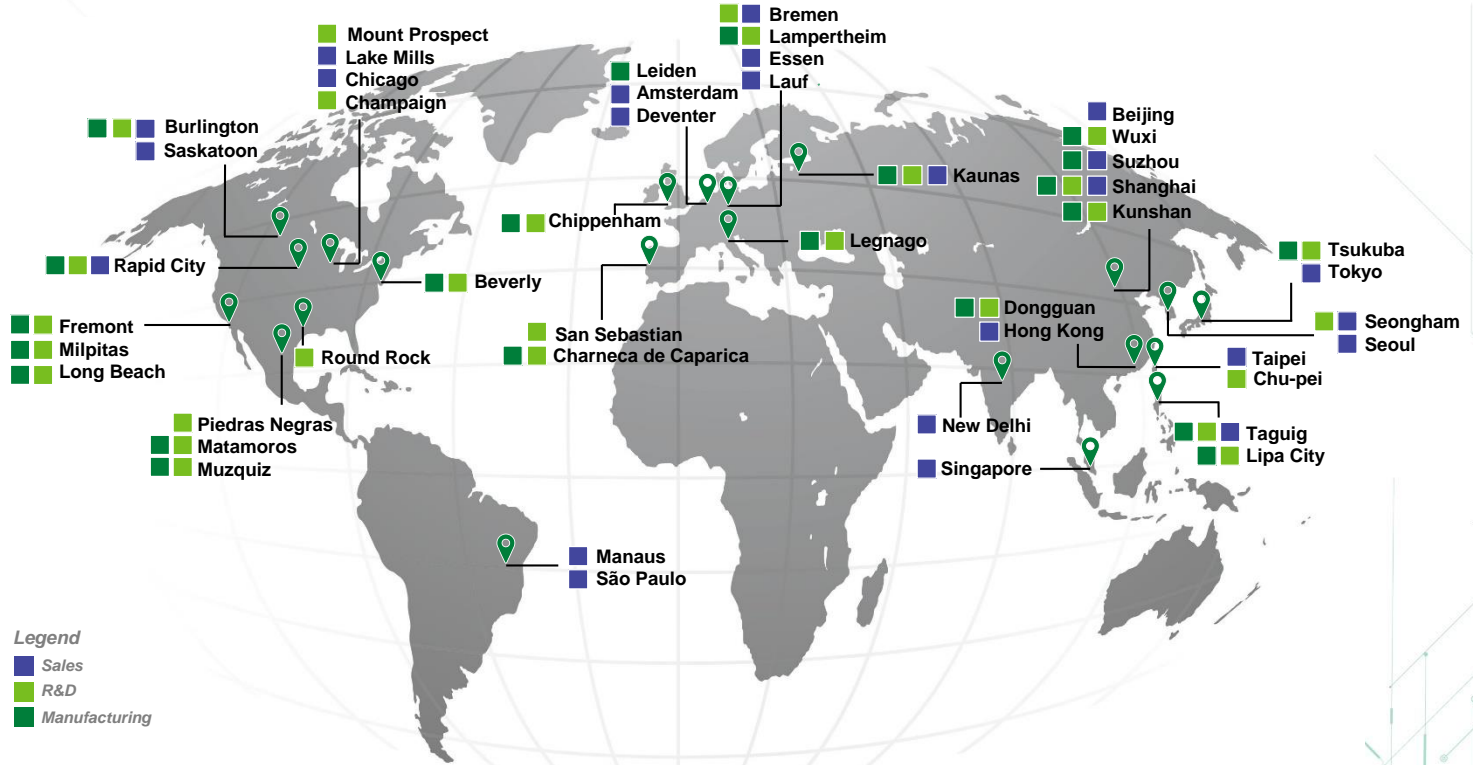 Mount Prospect
Lake Mills
Chicago
Champaign
Bremen
Lampertheim
Essen
Lauf
Leiden
Amsterdam
Deventer
Burlington
Saskatoon
Beijing
Wuxi
Suzhou
Shanghai
Kunshan
Kaunas
Chippenham
Legnago
Rapid City
Beverly
Tsukuba
Tokyo
Fremont
Milpitas
Long Beach
Round Rock
San Sebastian
Charneca de Caparica
Dongguan
Hong Kong
Seongham
Seoul
Taipei
Chu-pei
Piedras Negras
Matamoros
Muzquiz
New Delhi
Singapore
Taguig
Lipa City
Manaus
São Paulo
Legend
Sales
R&D
Manufacturing